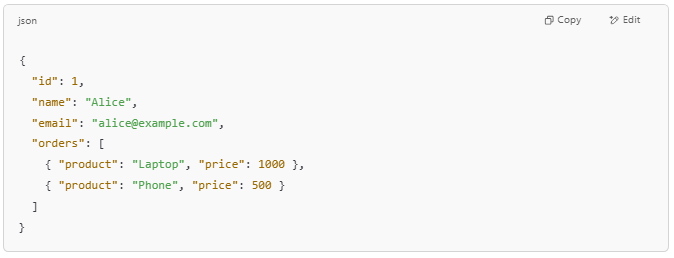 json Copy Edit
{
  "id": 1,
  "name": "Alice",
  "email": "alice@example.com",
  "orders": [
    { "product": "Laptop", "price": 1000 },
    { "product": "Phone", "price": 500 }
  ]
}